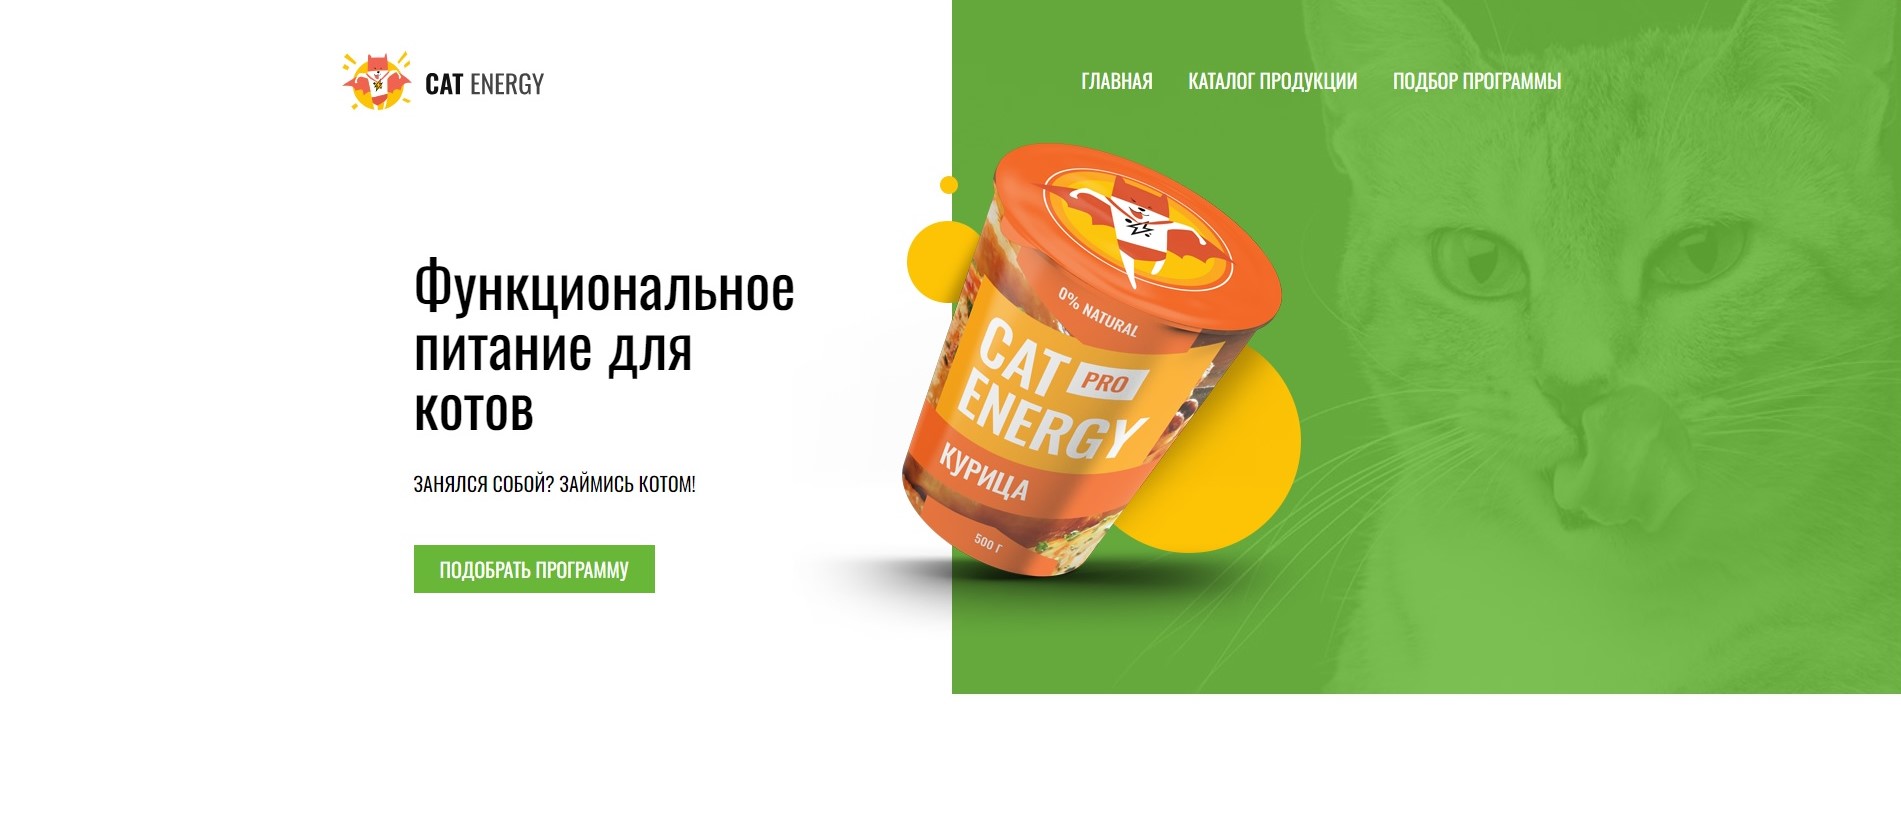 CAT ENERGY
ГЛАВНАЯ КАТАЛОГ ПРОДУКЦИИ ПОДБОР ПРОГРАММЫ
Функциональное
питание для
котов
ЗАНЯЛСЯ СОБОЙ? ЗАЙМИСЬ КОТОМ!
ПОДОБРАТЬ ПРОГРАММУ
0% NATURAL
CAT PRO
ENERGY
КУРИЦА
500 Г